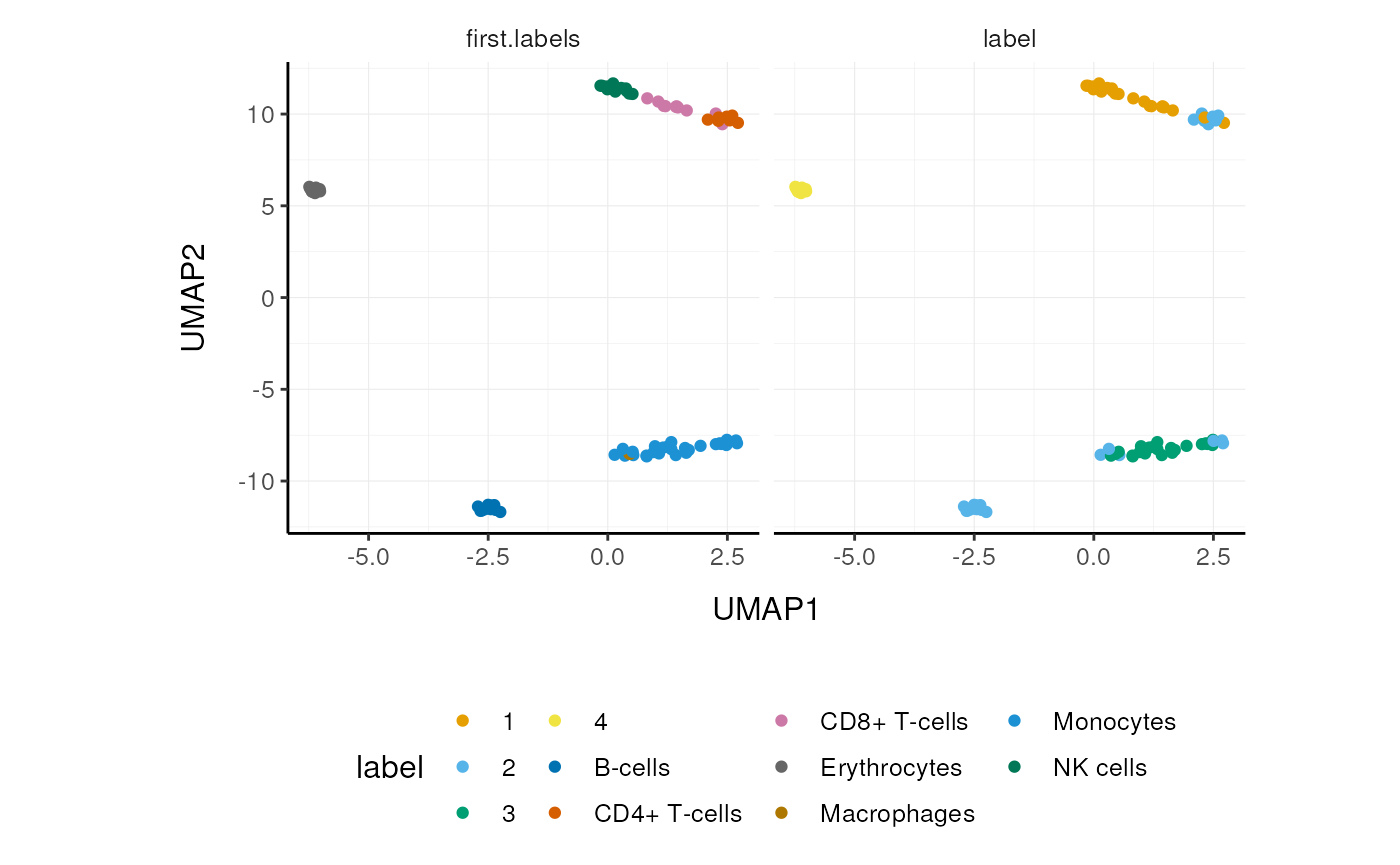 first.labels label
10
5
0
-5
-10
UMAP2
-5.0 -2.5 0.0 2.5 -5.0 -2.5 0.0 2.5
UMAP1
1 4 CD8+ T-cells Monocytes
label 2 B-cells Erythrocytes NK cells
3 CD4+ T-cells Macrophages